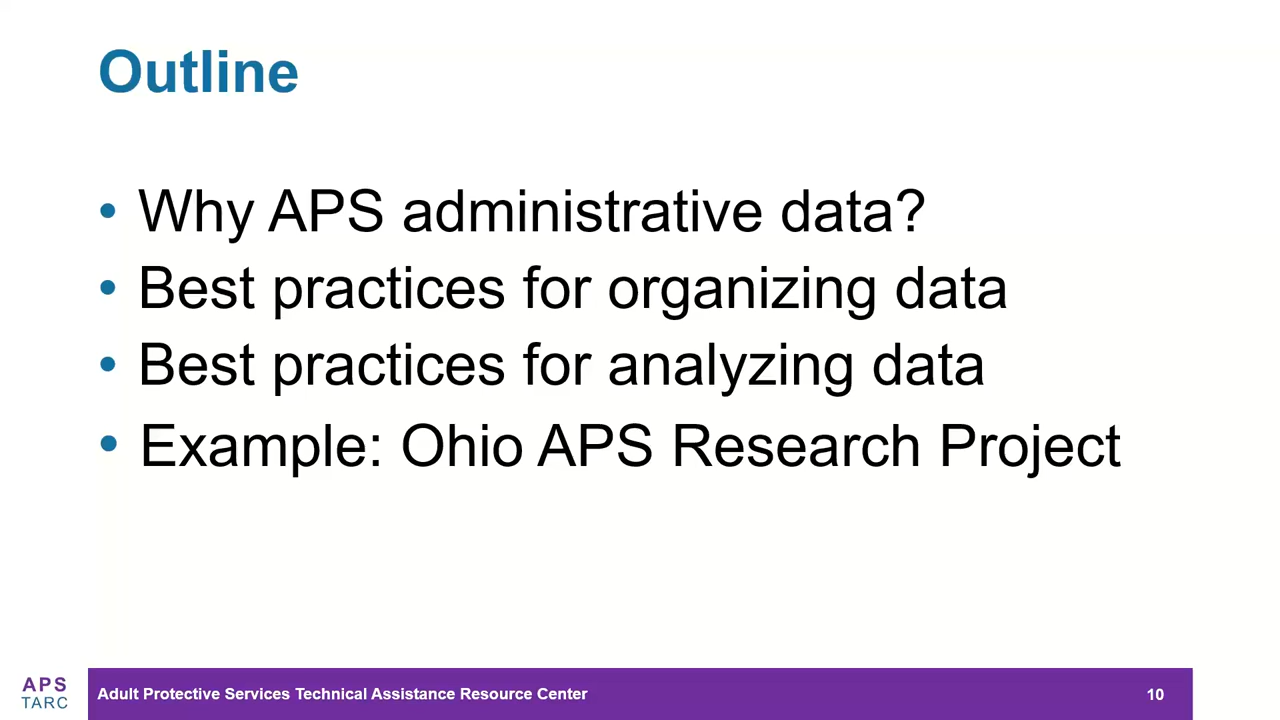 Outline
• Why APS administrative data?
• Best practices for organizing data
• Best practices for analyzing data
• Example: Ohio APS Research Project
APS
TARC
Adult Protective Services Technical Assistance Resource Center
10